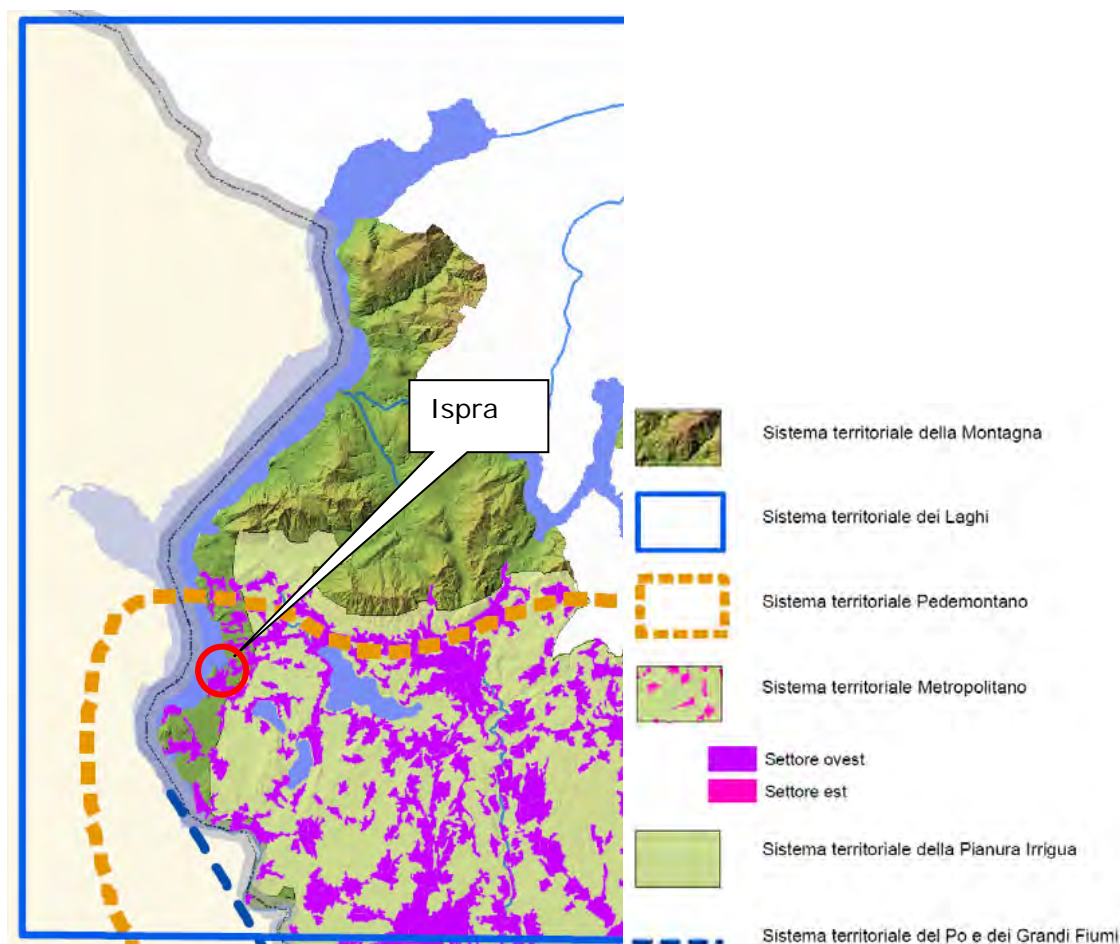 Ispra
Sistema territoriale della Montagna
Sistema territoriale dei Laghi
Sistema territoriale Pedemontano
Sistema territoriale Metropolitano
Settore ovest
Settore est
Sistema territoriale della Pianura Irrigua
Sistema territoriale del Po e dei Grandi Fiumi